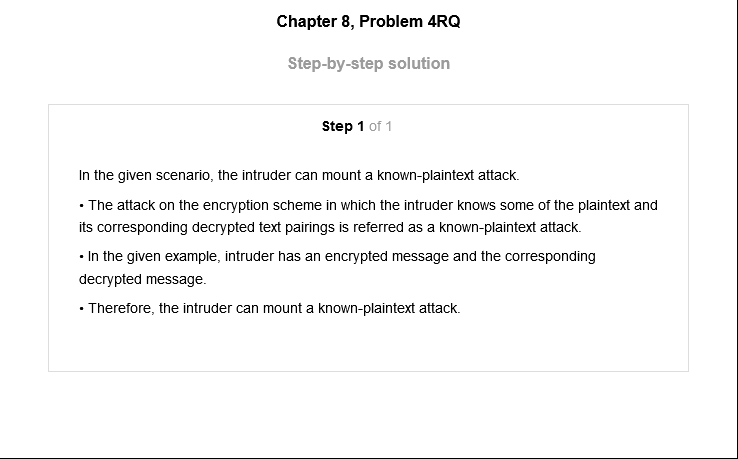 Chapter 8, Problem 4RQ
Step-by-step solution
Step 1 of 1
In the given scenario, the intruder can mount a known-plaintext attack.
• The attack on the encryption scheme in which the intruder knows some of the plaintext and
its corresponding decrypted text pairings is referred as a known-plaintext attack.
• In the given example, intruder has an encrypted message and the corresponding
decrypted message.
• Therefore, the intruder can mount a known-plaintext attack.